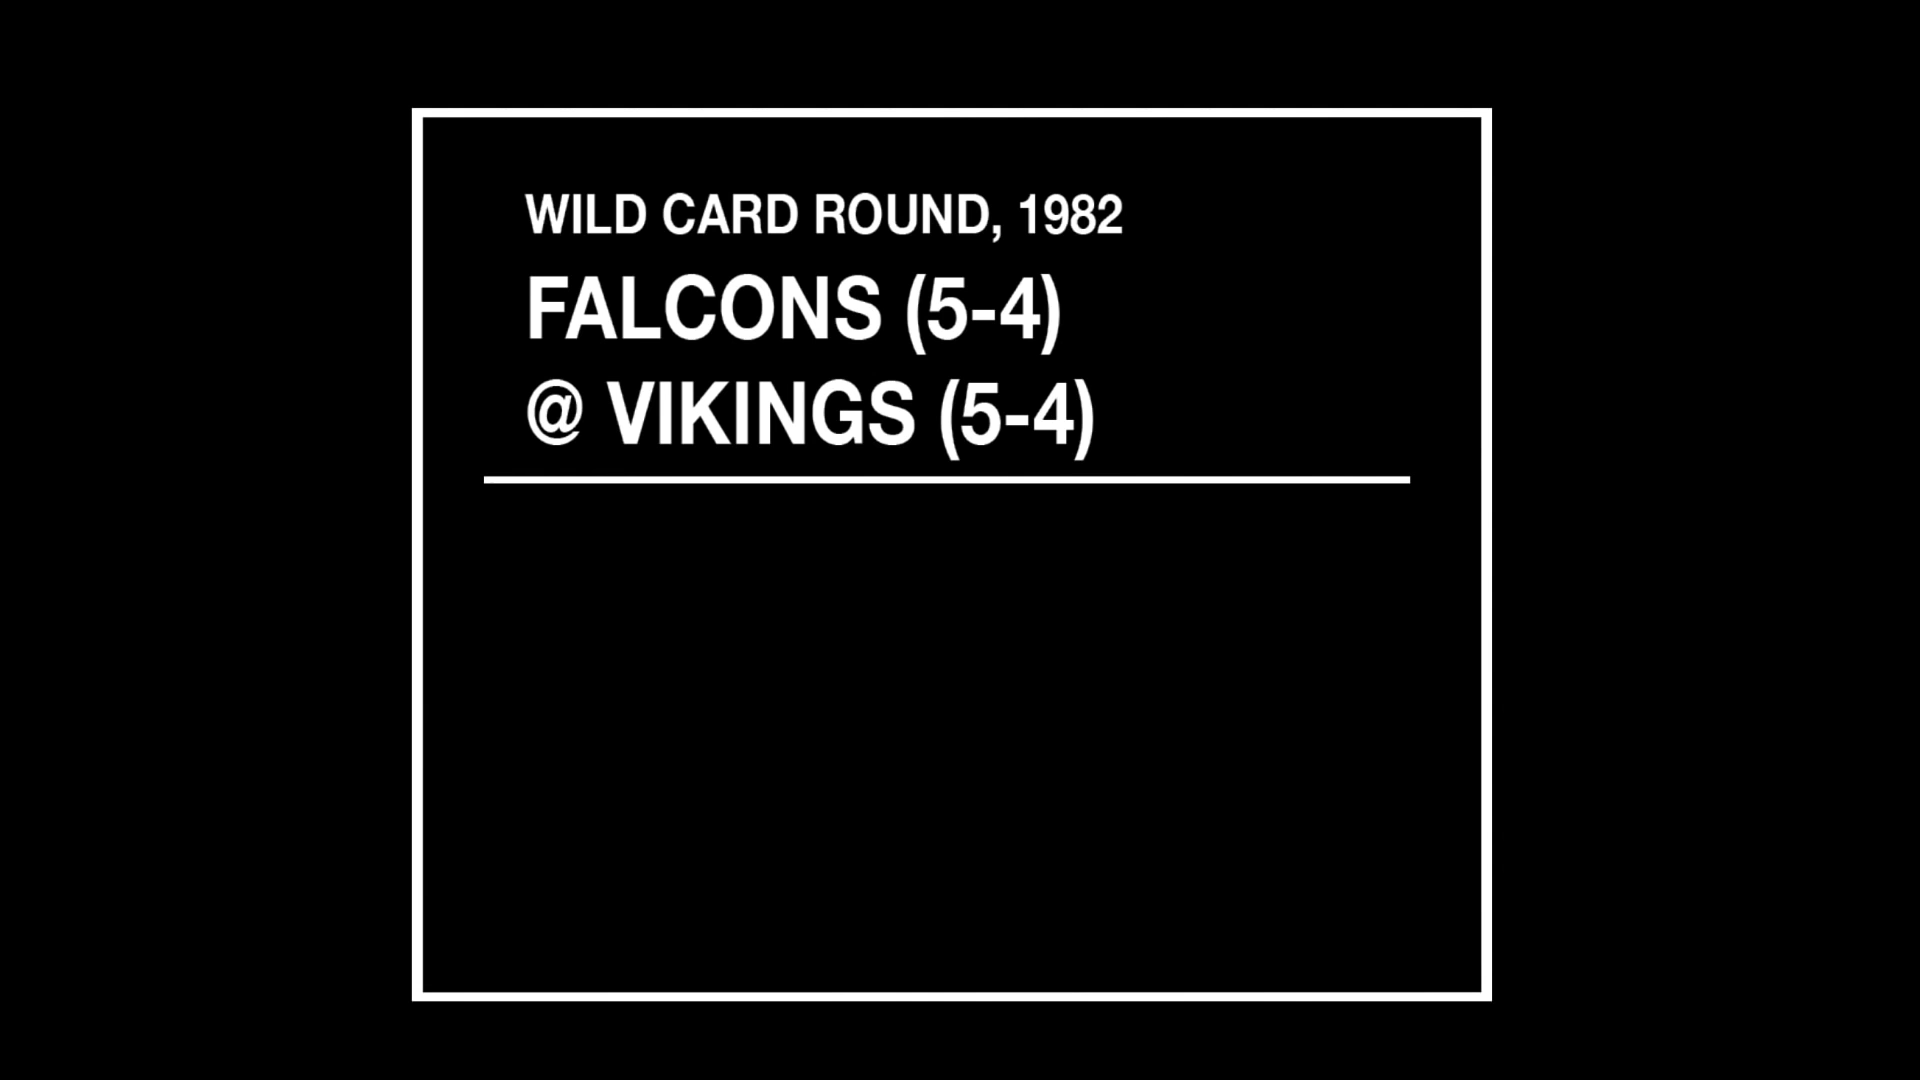 WILD CARD ROUND, 1982
FALCONS (5-4)
@ VIKINGS (5-4)